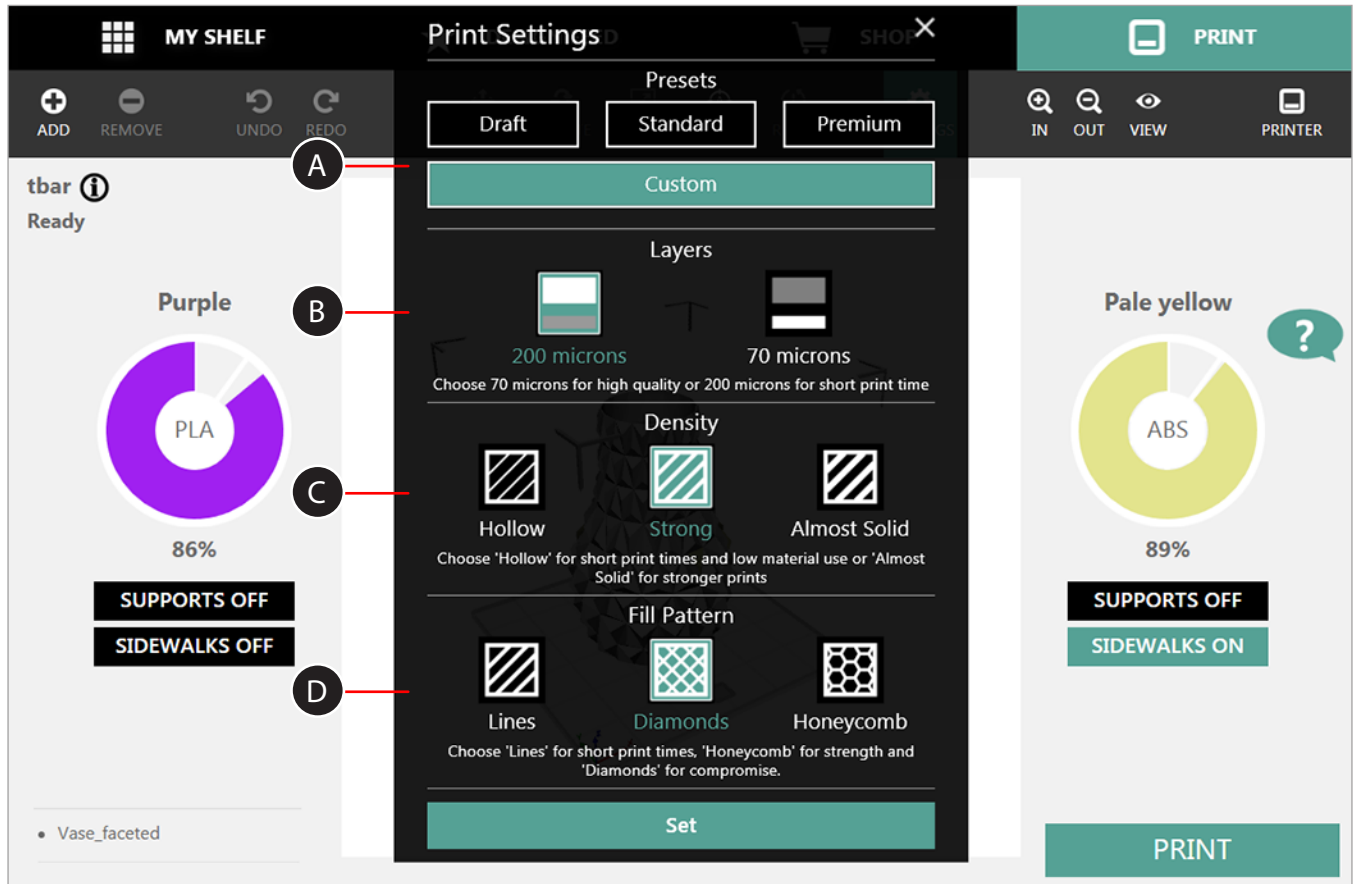 MY SHELF
Print Settings
D
SHOP
PRINT
Presets
ADD
REMOVE
UNDO
REDO
Draft
Standard
Premium
GS
IN
OUT
VIEW
PRINTER
A
Custom
tbar
Ready
Layers
B
Purple
Pale yellow
200 microns
70 microns
?
Choose 70 microns for high quality or 200 microns for short print time
PLA
ABS
Density
C
Hollow
Strong
Almost Solid
86%
89%
Choose 'Hollow' for short print times and low material use or 'Almost
Solid' for stronger prints
SUPPORTS OFF
SUPPORTS OFF
SIDEWALKS OFF
SIDEWALKS ON
Fill Pattern
D
Lines
Diamonds
Honeycomb
Choose 'Lines' for short print times, 'Honeycomb' for strength and
'Diamonds' for compromise.
Set
• Vase_faceted
PRINT